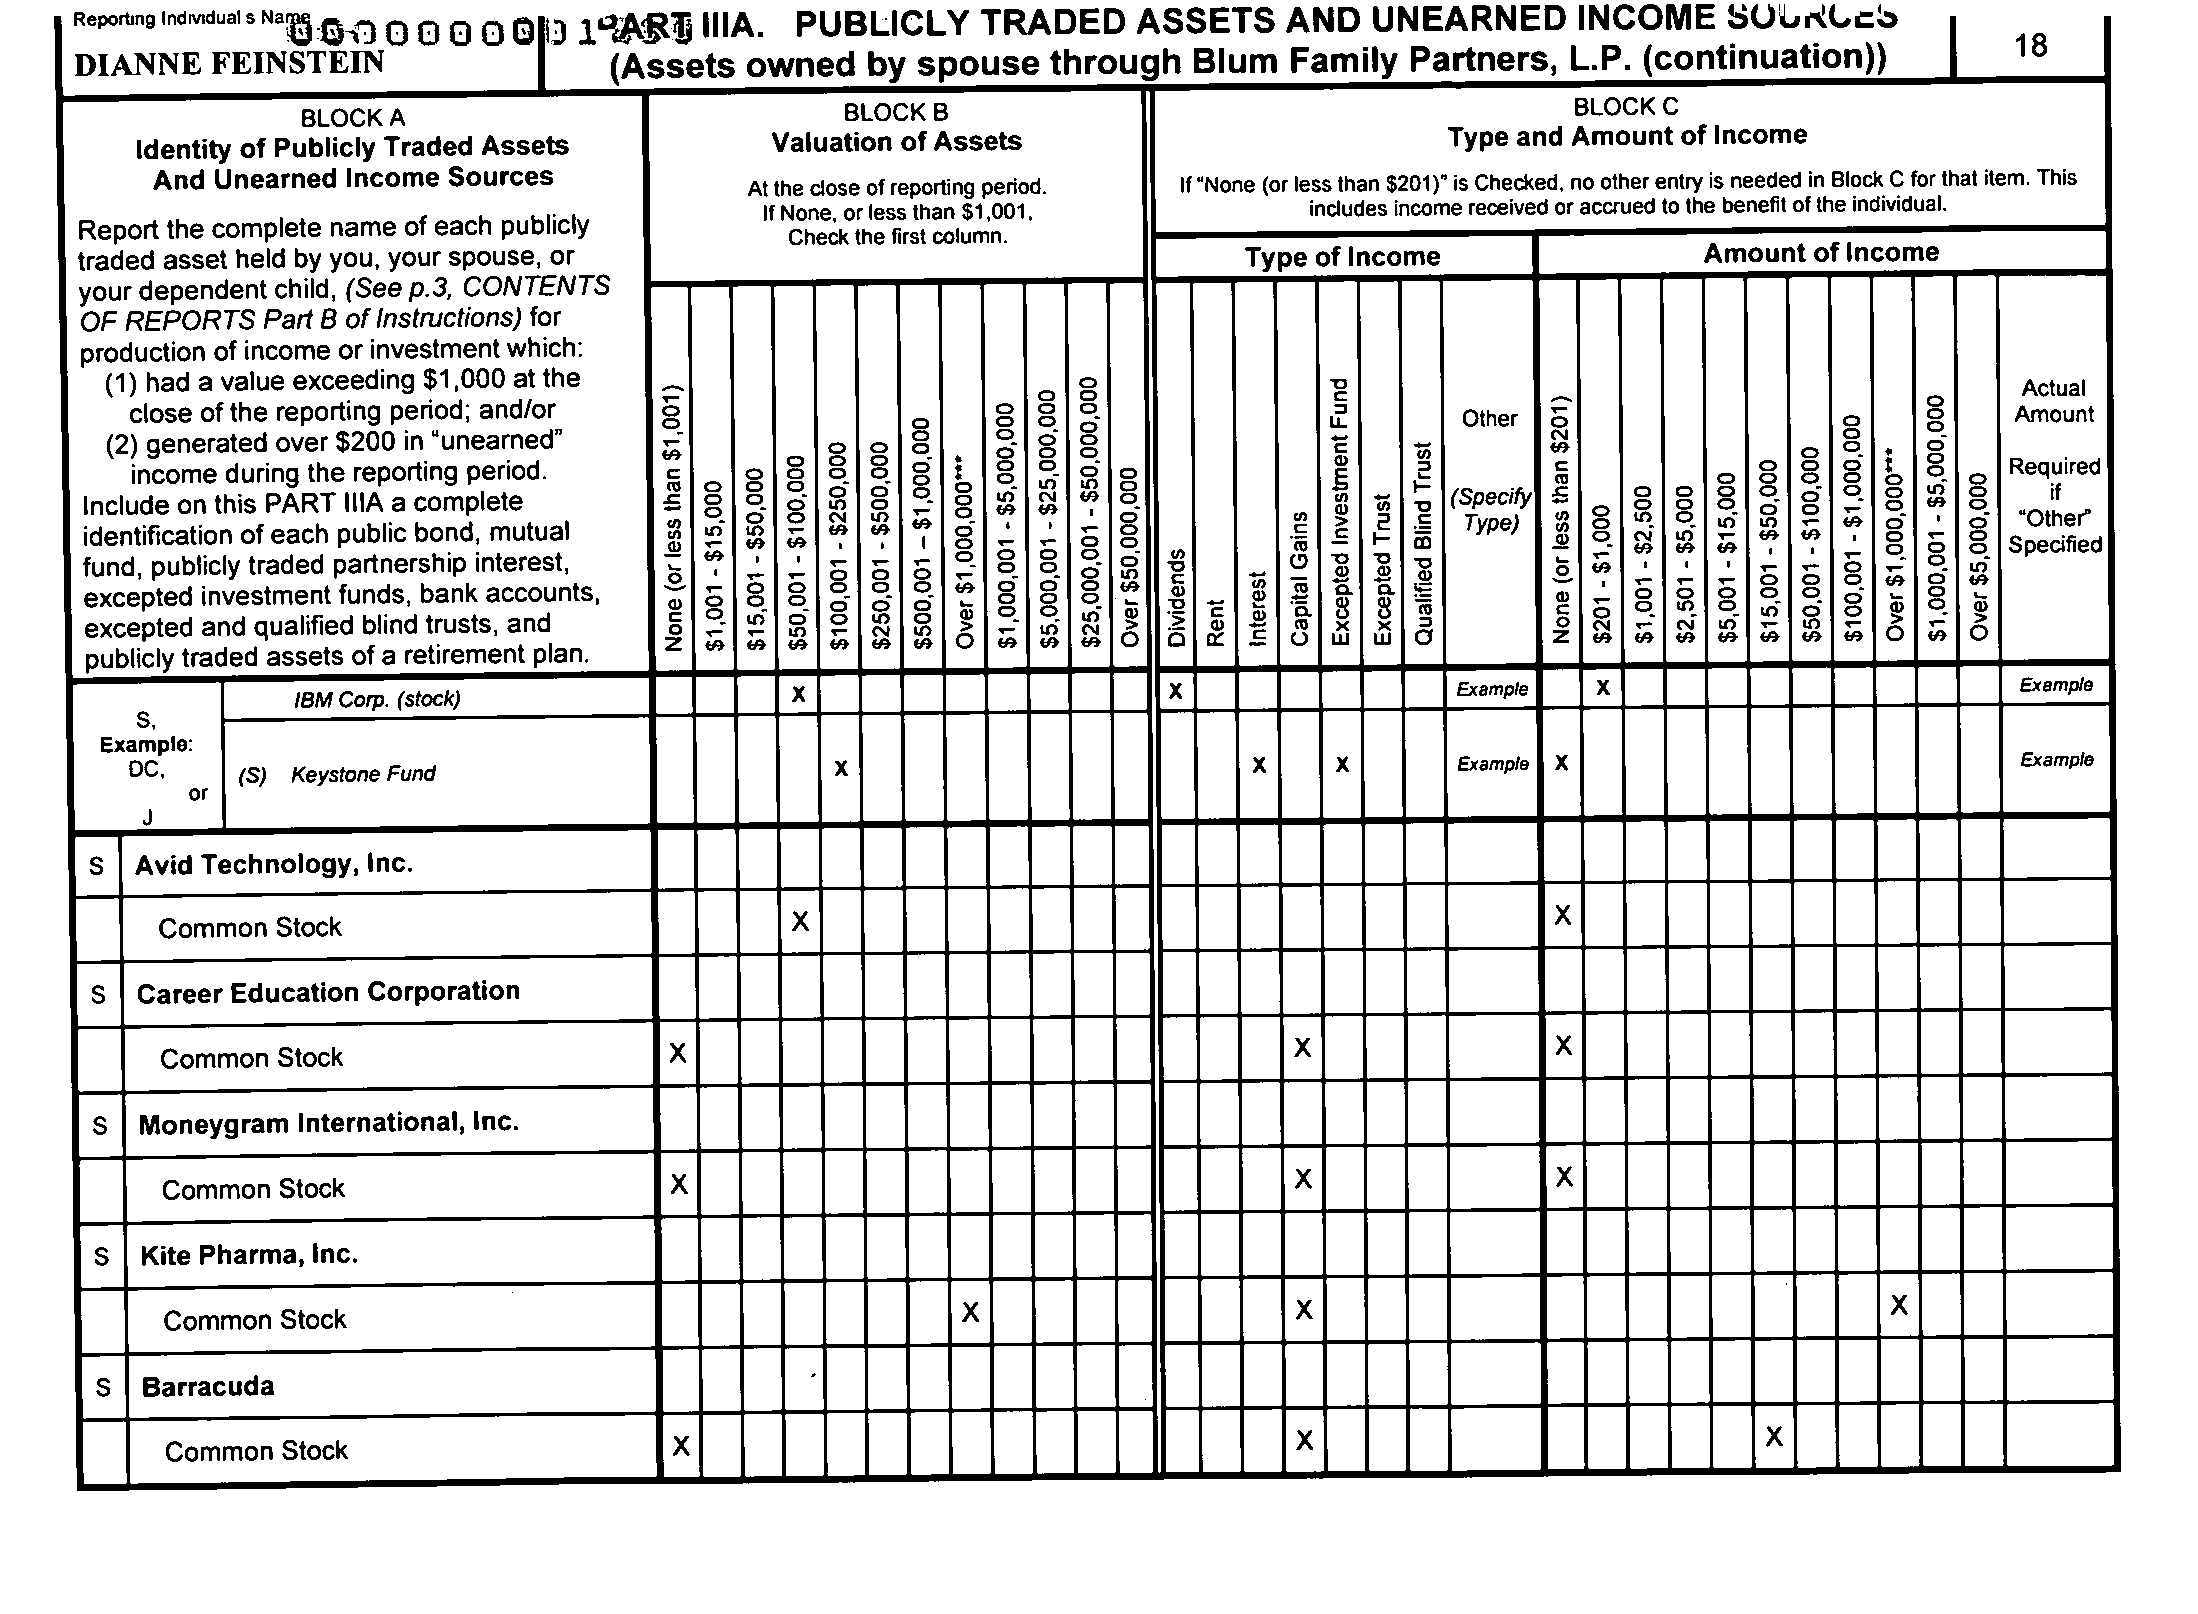 Reporting Individual s Name
DIANNE FEINSTEIN
PART IIIA. PUBLICLY TRADED ASSETS AND UNEARNED INCOME SOURCES
(Assets owned by spouse through Blum Family Partners, L.P. (continuation))
18
BLOCK A
Identity of Publicly Traded Assets
And Unearned Income Sources
Report the complete name of each publicly
traded asset held by you, your spouse, or
your dependent child, (See p.3, CONTENTS
OF REPORTS Part B of Instructions) for
production of income or investment which:
(1) had a value exceeding $1,000 at the
close of the reporting period; and/or
(2) generated over $200 in "unearned"
income during the reporting period.
Include on this PART IIIA a complete
identification of each public bond, mutual
fund, publicly traded partnership interest,
excepted investment funds, bank accounts,
excepted and qualified blind trusts, and
publicly traded assets of a retirement plan.
BLOCK B
Valuation of Assets
At the close of reporting period.
If None, or less than $1,001,
Check the first column.
None (or less than $1,001)
$1,001 - $15,000
$15,001 - $50,000
$50,001 - $100,000
$100,001 - $250,000
$250,001 - $500,000
$500,001 – $1,000,000
Over $1,000,000***
$1,000,001 - $5,000,000
$5,000,001 - $25,000,000
$25,000,001 - $50,000,000
Over $50,000,000
BLOCK C
Type and Amount of Income
If "None (or less than $201)" is Checked, no other entry is needed in Block C for that item. This
includes income received or accrued to the benefit of the individual.
Type of Income
Dividends
Rent
Interest
Capital Gains
Excepted Investment Fund
Excepted Trust
Qualified Blind Trust
Other
(Specify
Type)
Amount of Income
None (or less than $201)
$201 - $1,000
$1,001 - $2,500
$2,501 - $5,000
$5,001 - $15,000
$15,001 - $50,000
$50,001 - $100,000
$100,001 - $1,000,000
Over $1,000,000***
$1,000,001 - $5,000,000
Over $5,000,000
Actual
Amount
Required
if
"Other"
Specified
S,
Example:
DC,
or
J
IBM Corp. (stock) X X Example X Example
(S) Keystone Fund X X X Example X Example
S Avid Technology, Inc.
Common Stock X X
S Career Education Corporation
Common Stock X X X
S Moneygram International, Inc.
Common Stock X X X
S Kite Pharma, Inc.
Common Stock X X X
S Barracuda
Common Stock X X X